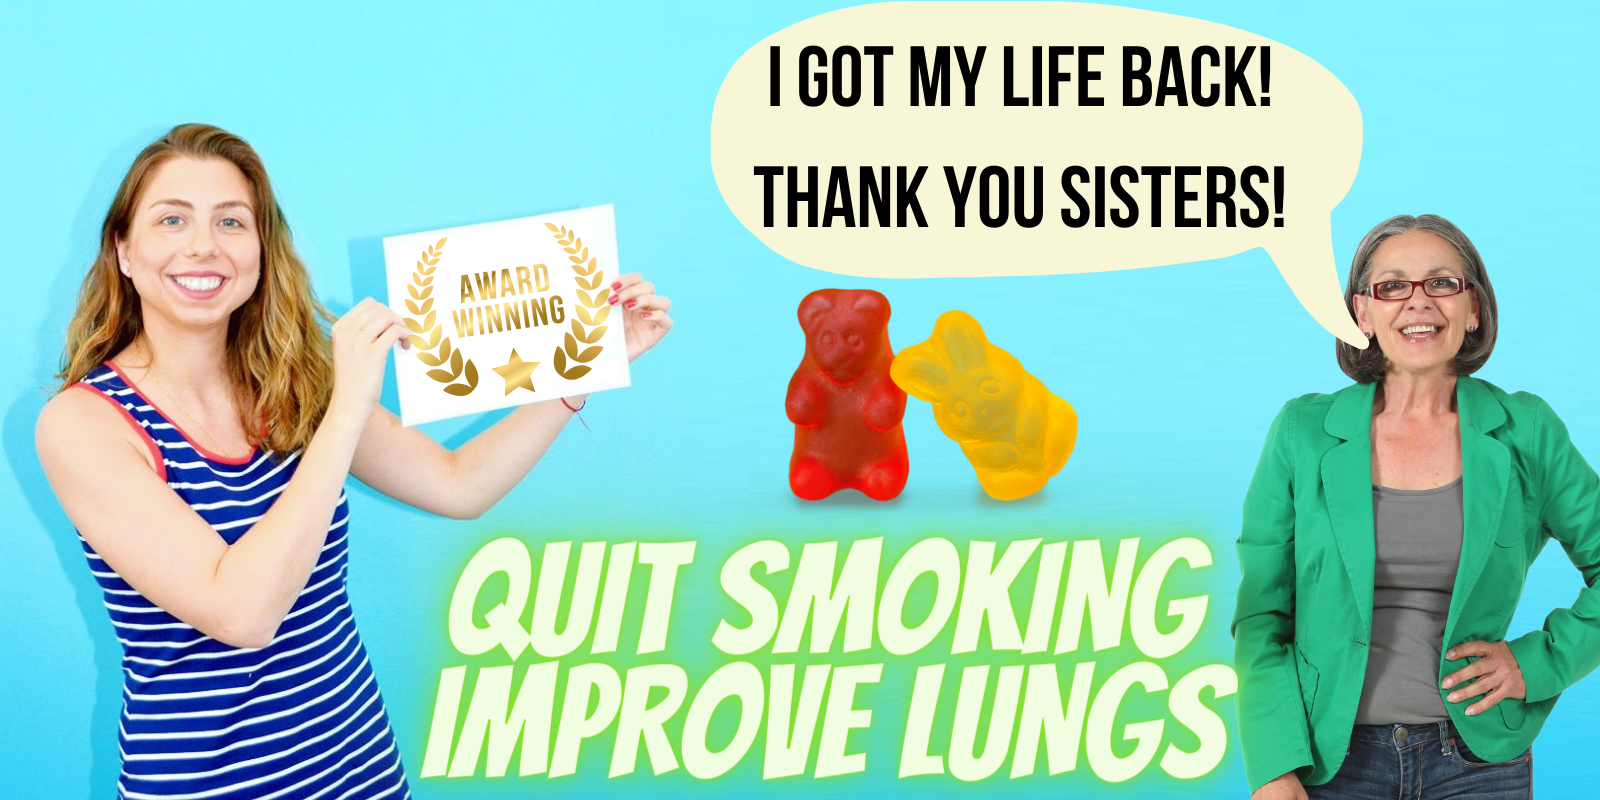 I GOT MY LIFE BACK!
THANK YOU SISTERS!
AWARD
WINNING
QUIT SMOKING
IMPROVE LUNGS